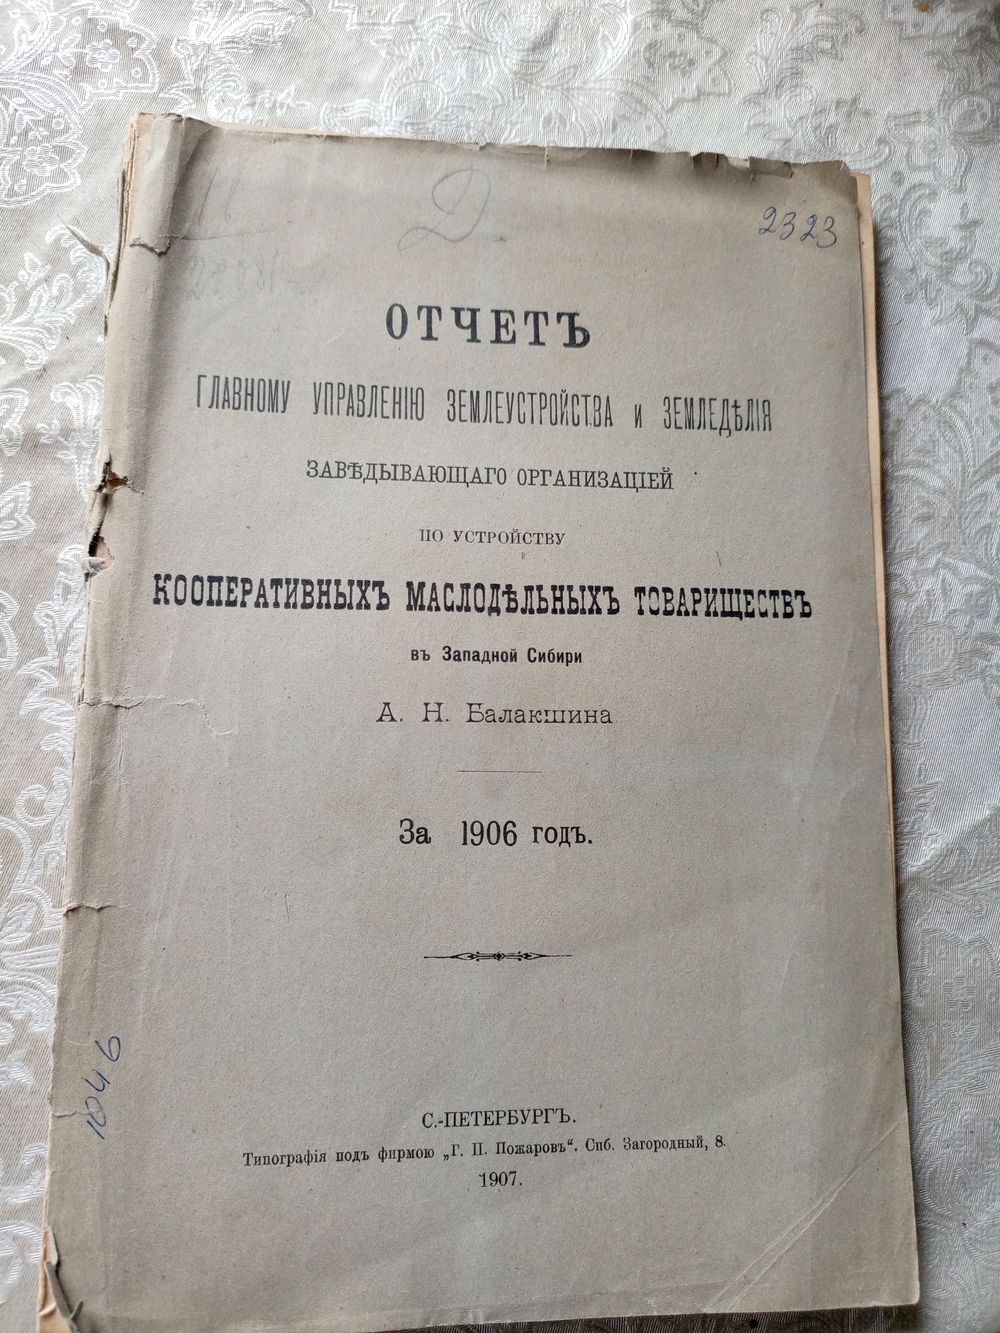 Д
2323
ОТЧЕТЪ
ГЛАВНОМУ УПРАВЛЕНІЮ ЗЕМЛЕУСТРОЙСТВА И ЗЕМЛЕДѢЛІЯ
ЗАВѢДЫВАЮЩАГО ОРГАНИЗАЦІЕЙ
ПО УСТРОЙСТВУ
КООПЕРАТИВНЫХЪ МАСЛОДѢЛЬНЫХЪ ТОВАРИЩЕСТВЪ
въ Западной Сибири
А. Н. Балакшина
За 1906 годъ.
1046
С.-ПЕТЕРБУРГЪ.
Типографія подъ фирмою „Г. П. Пожаровъ“. Спб. Загородный, 8.
1907.